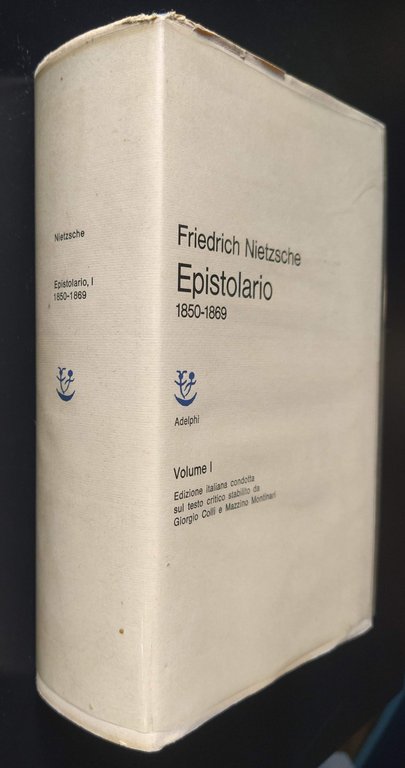 Nietzsche
Epistolario, I
1850-1869
Friedrich Nietzsche
Epistolario
1850-1869
Adelphi
Volume I
Edizione italiana condotta
sul testo critico stabilito da
Giorgio Colli e Mazzino Montinari